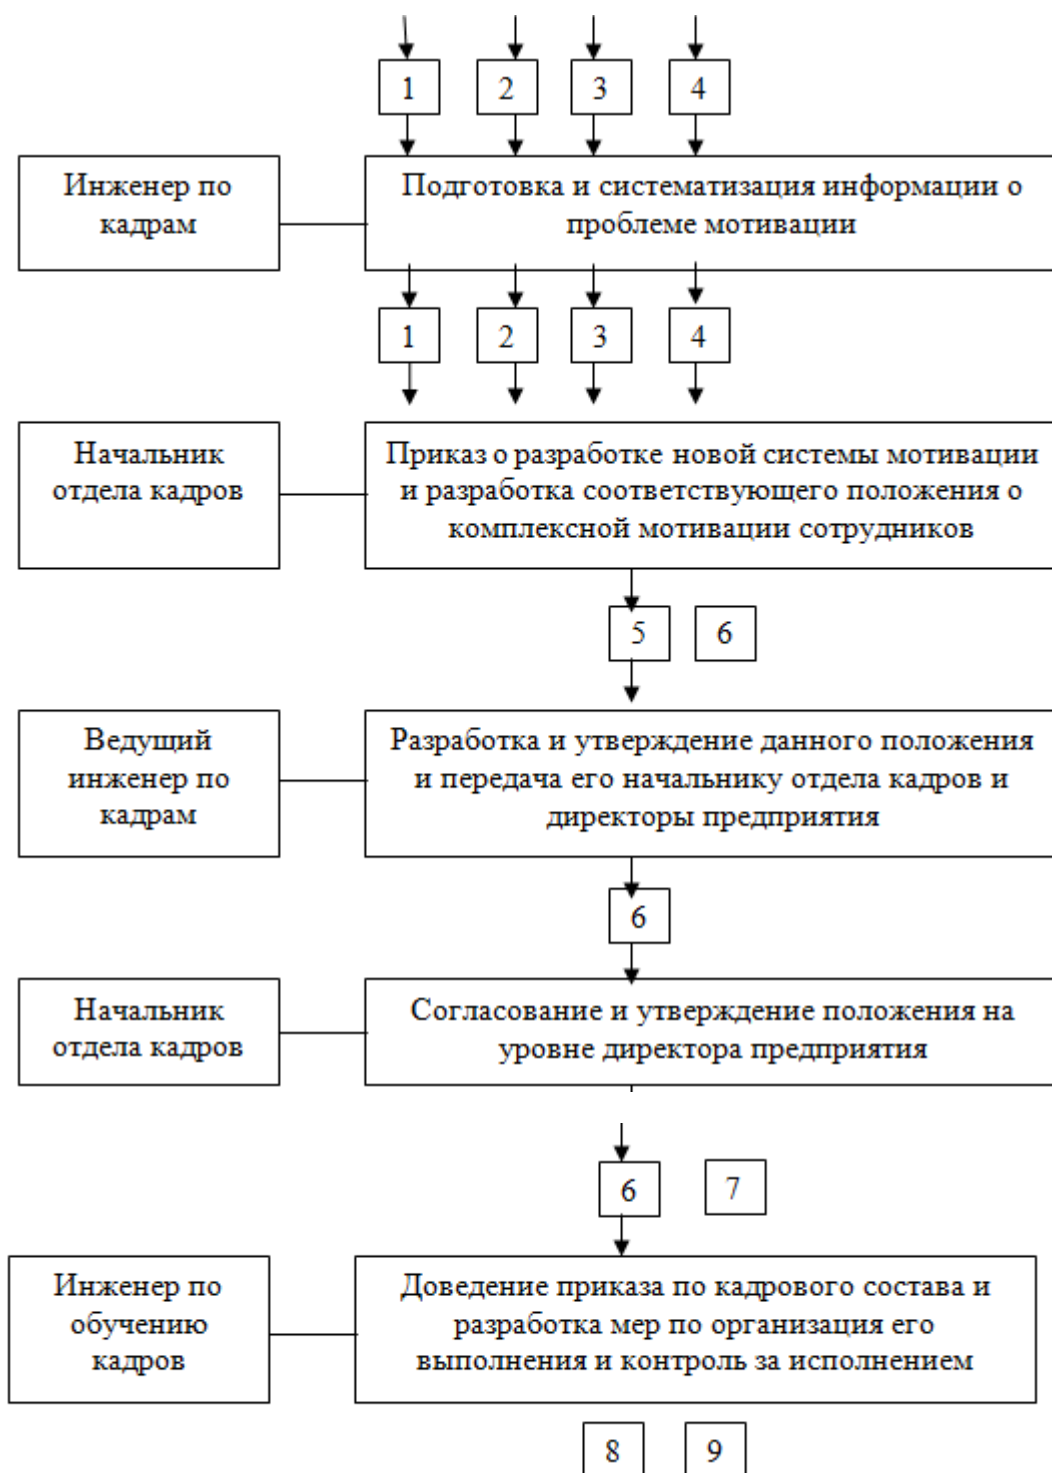 1 2 3 4
Инженер по
кадрам
Подготовка и систематизация информации о
проблеме мотивации
1 2 3 4
Начальник
отдела кадров
Приказ о разработке новой системы мотивации
и разработка соответствующего положения о
комплексной мотивации сотрудников
5 6
Ведущий
инженер по
кадрам
Разработка и утверждение данного положения
и передача его начальнику отдела кадров и
директоры предприятия
6
Начальник
отдела кадров
Согласование и утверждение положения на
уровне директора предприятия
6 7
Инженер по
обучению
кадров
Доведение приказа по кадрового состава и
разработка мер по организация его
выполнения и контроль за исполнением
8 9